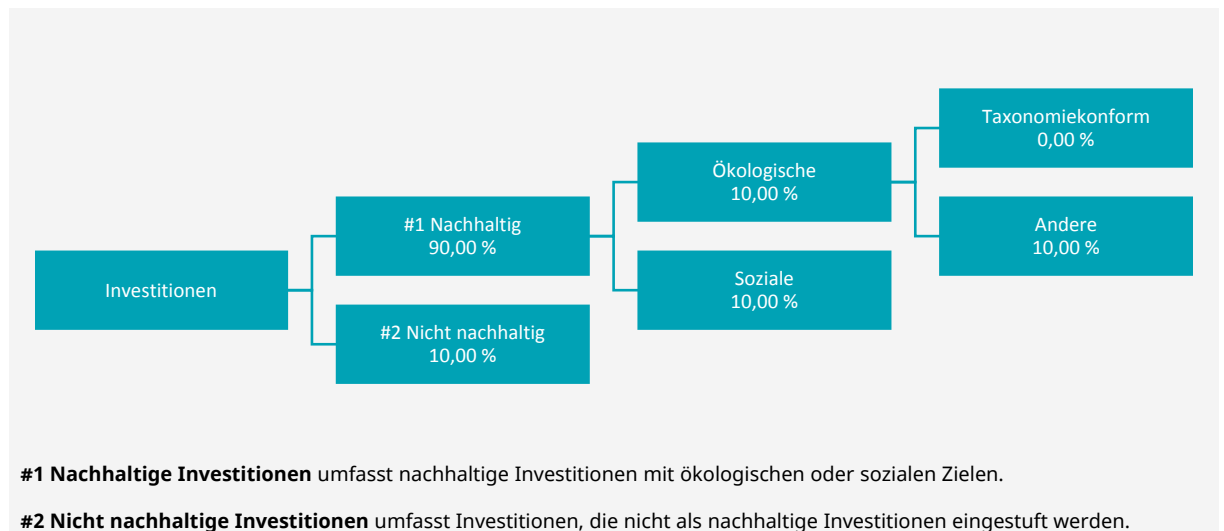 Investitionen
#1 Nachhaltig
90,00 %
#2 Nicht nachhaltig
10,00 %
Ökologische
10,00 %
Soziale
10,00 %
Taxonomiekonform
0,00 %
Andere
10,00 %
#1 Nachhaltige Investitionen umfasst nachhaltige Investitionen mit ökologischen oder sozialen Zielen.
#2 Nicht nachhaltige Investitionen umfasst Investitionen, die nicht als nachhaltige Investitionen eingestuft werden.